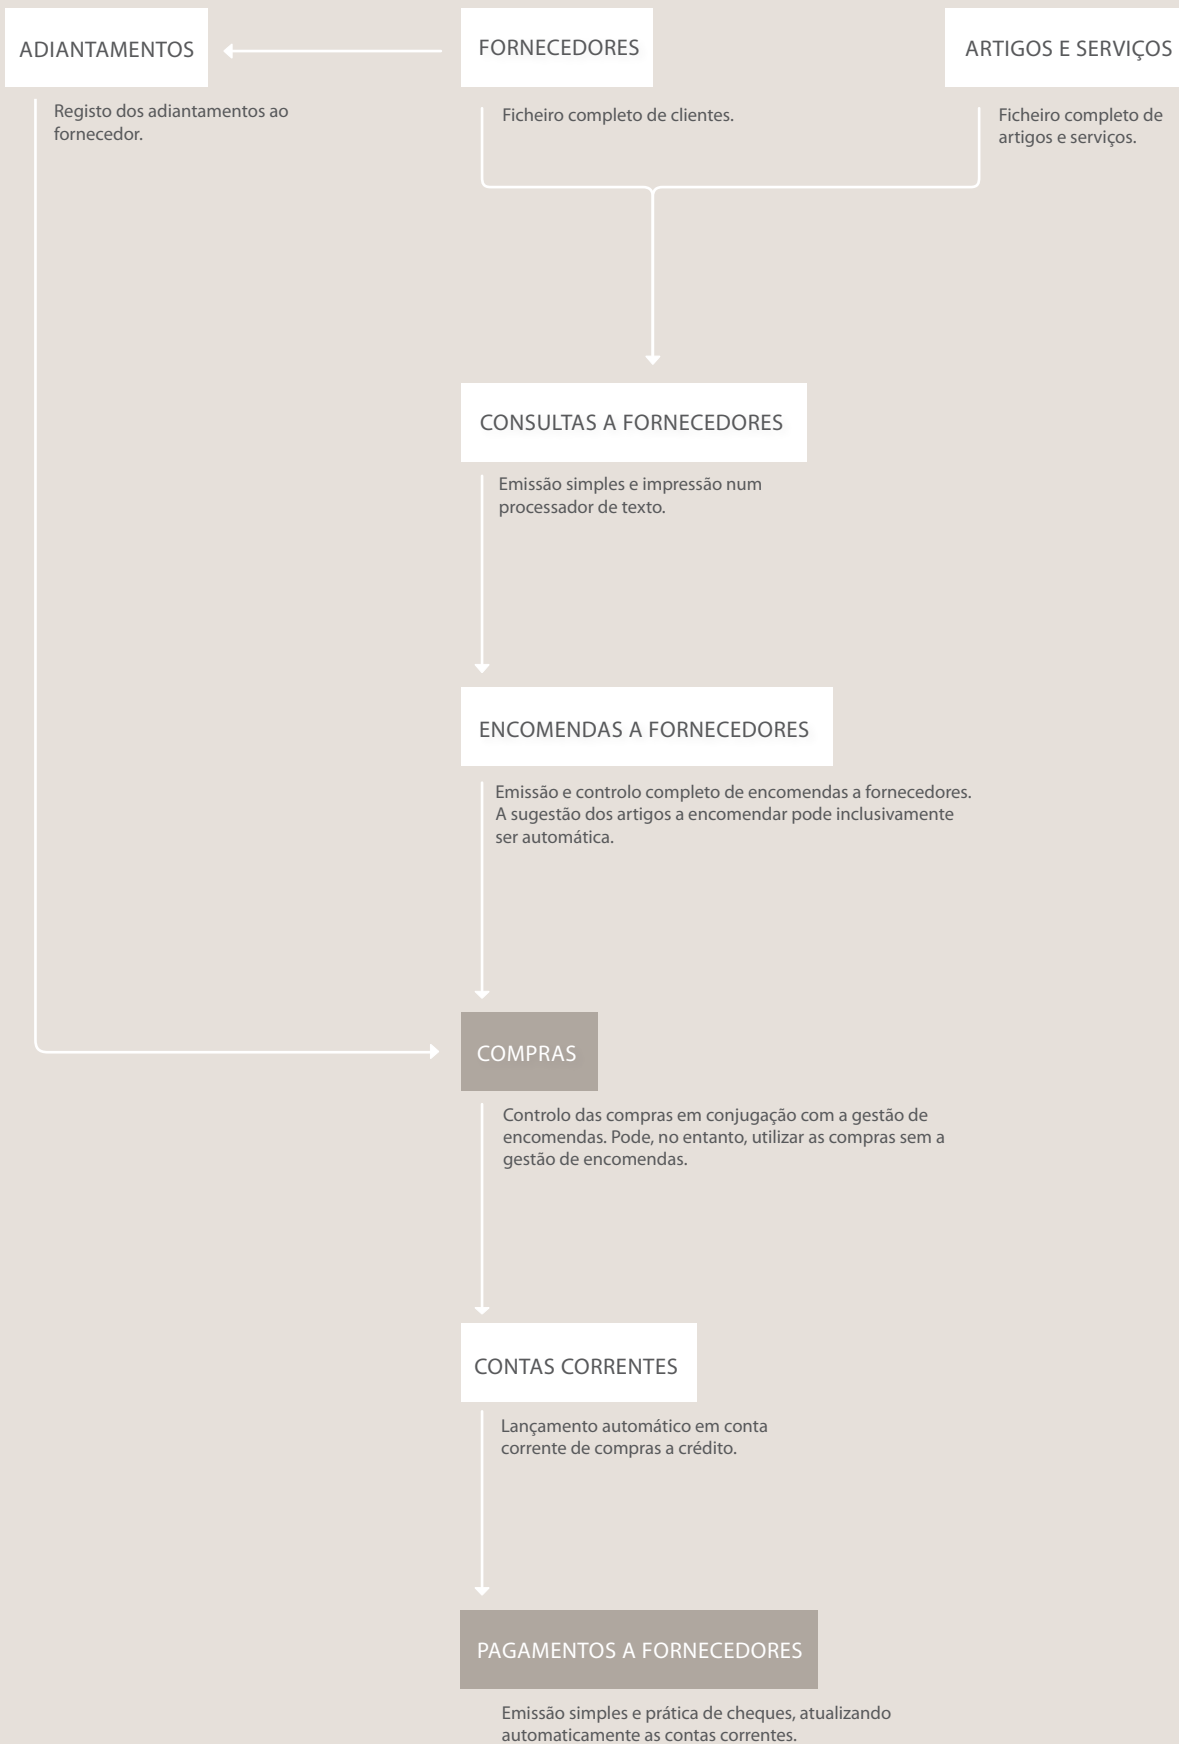 ADIANTAMENTOS
FORNECEDORES
ARTIGOS E SERVIÇOS
Registo dos adiantamentos ao
fornecedor.
Ficheiro completo de clientes.
Ficheiro completo de
artigos e serviços.
CONSULTAS A FORNECEDORES
Emissão simples e impressão num
processador de texto.
ENCOMENDAS A FORNECEDORES
Emissão e controlo completo de encomendas a fornecedores.
A sugestão dos artigos a encomendar pode inclusivamente
ser automática.
COMPRAS
Controlo das compras em conjugação com a gestão de
encomendas. Pode, no entanto, utilizar as compras sem a
gestão de encomendas.
CONTAS CORRENTES
Lançamento automático em conta
corrente de compras a crédito.
PAGAMENTOS A FORNECEDORES
Emissão simples e prática de cheques, atualizando
automaticamente as contas correntes.